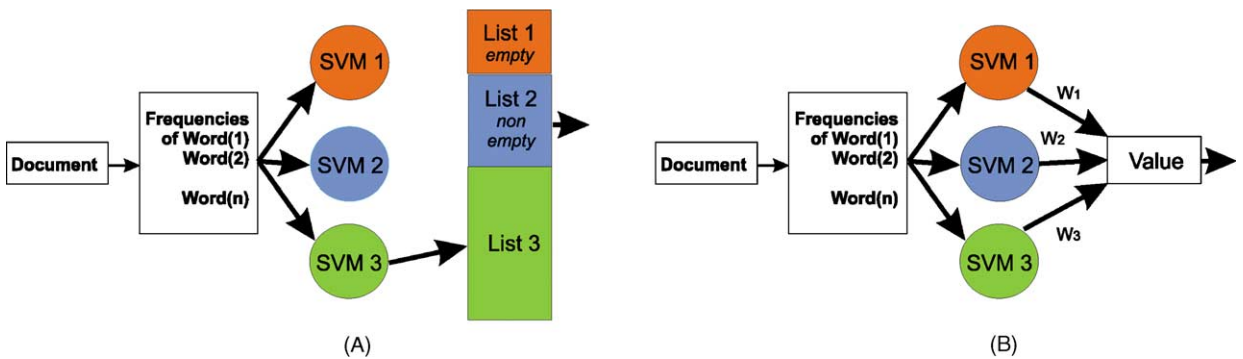 Document
Frequencies
of Word(1)
Word(2)
Word(n)
SVM 1
SVM 2
SVM 3
List 1
empty
List 2
non
empty
List 3
(A)
Document
Frequencies
of Word(1)
Word(2)
Word(n)
SVM 1
SVM 2
SVM 3
W1
W2
W3
Value
(B)